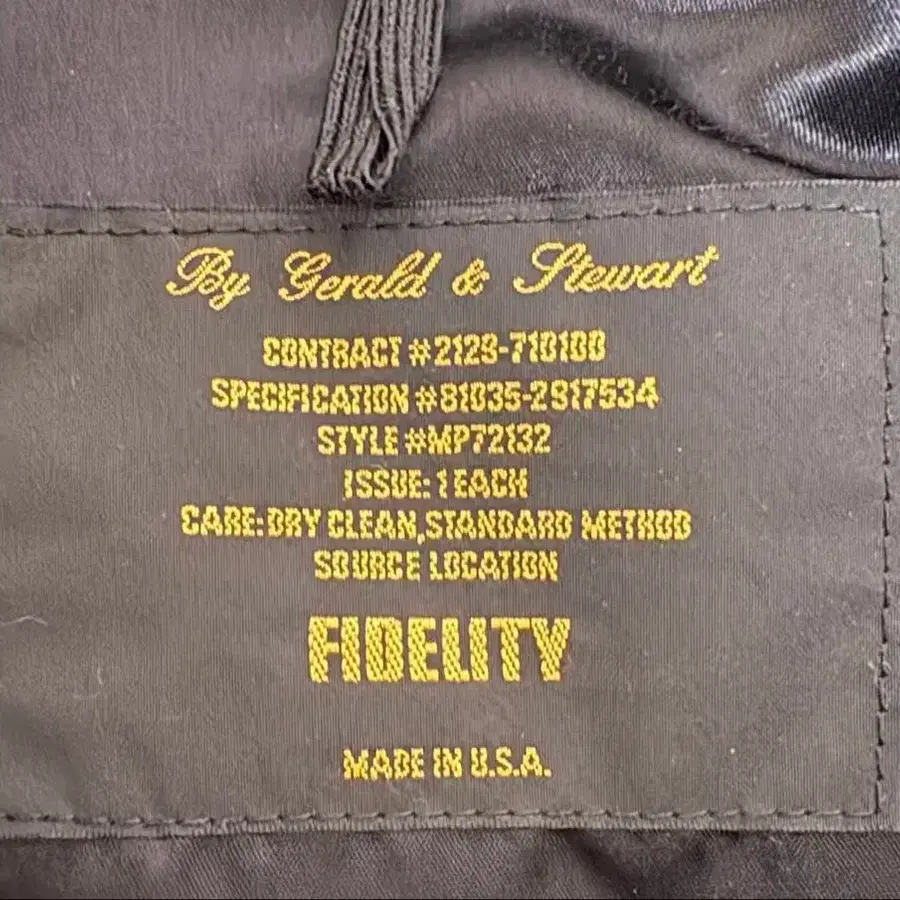 By Gerald & Stewart
CONTRACT #2129-710100
SPECIFICATION #81035-2917534
STYLE #MP72132
ISSUE: 1 EACH
CARE: DRY CLEAN, STANDARD METHOD
SOURCE LOCATION
FIDELITY
MADE IN U.S.A.